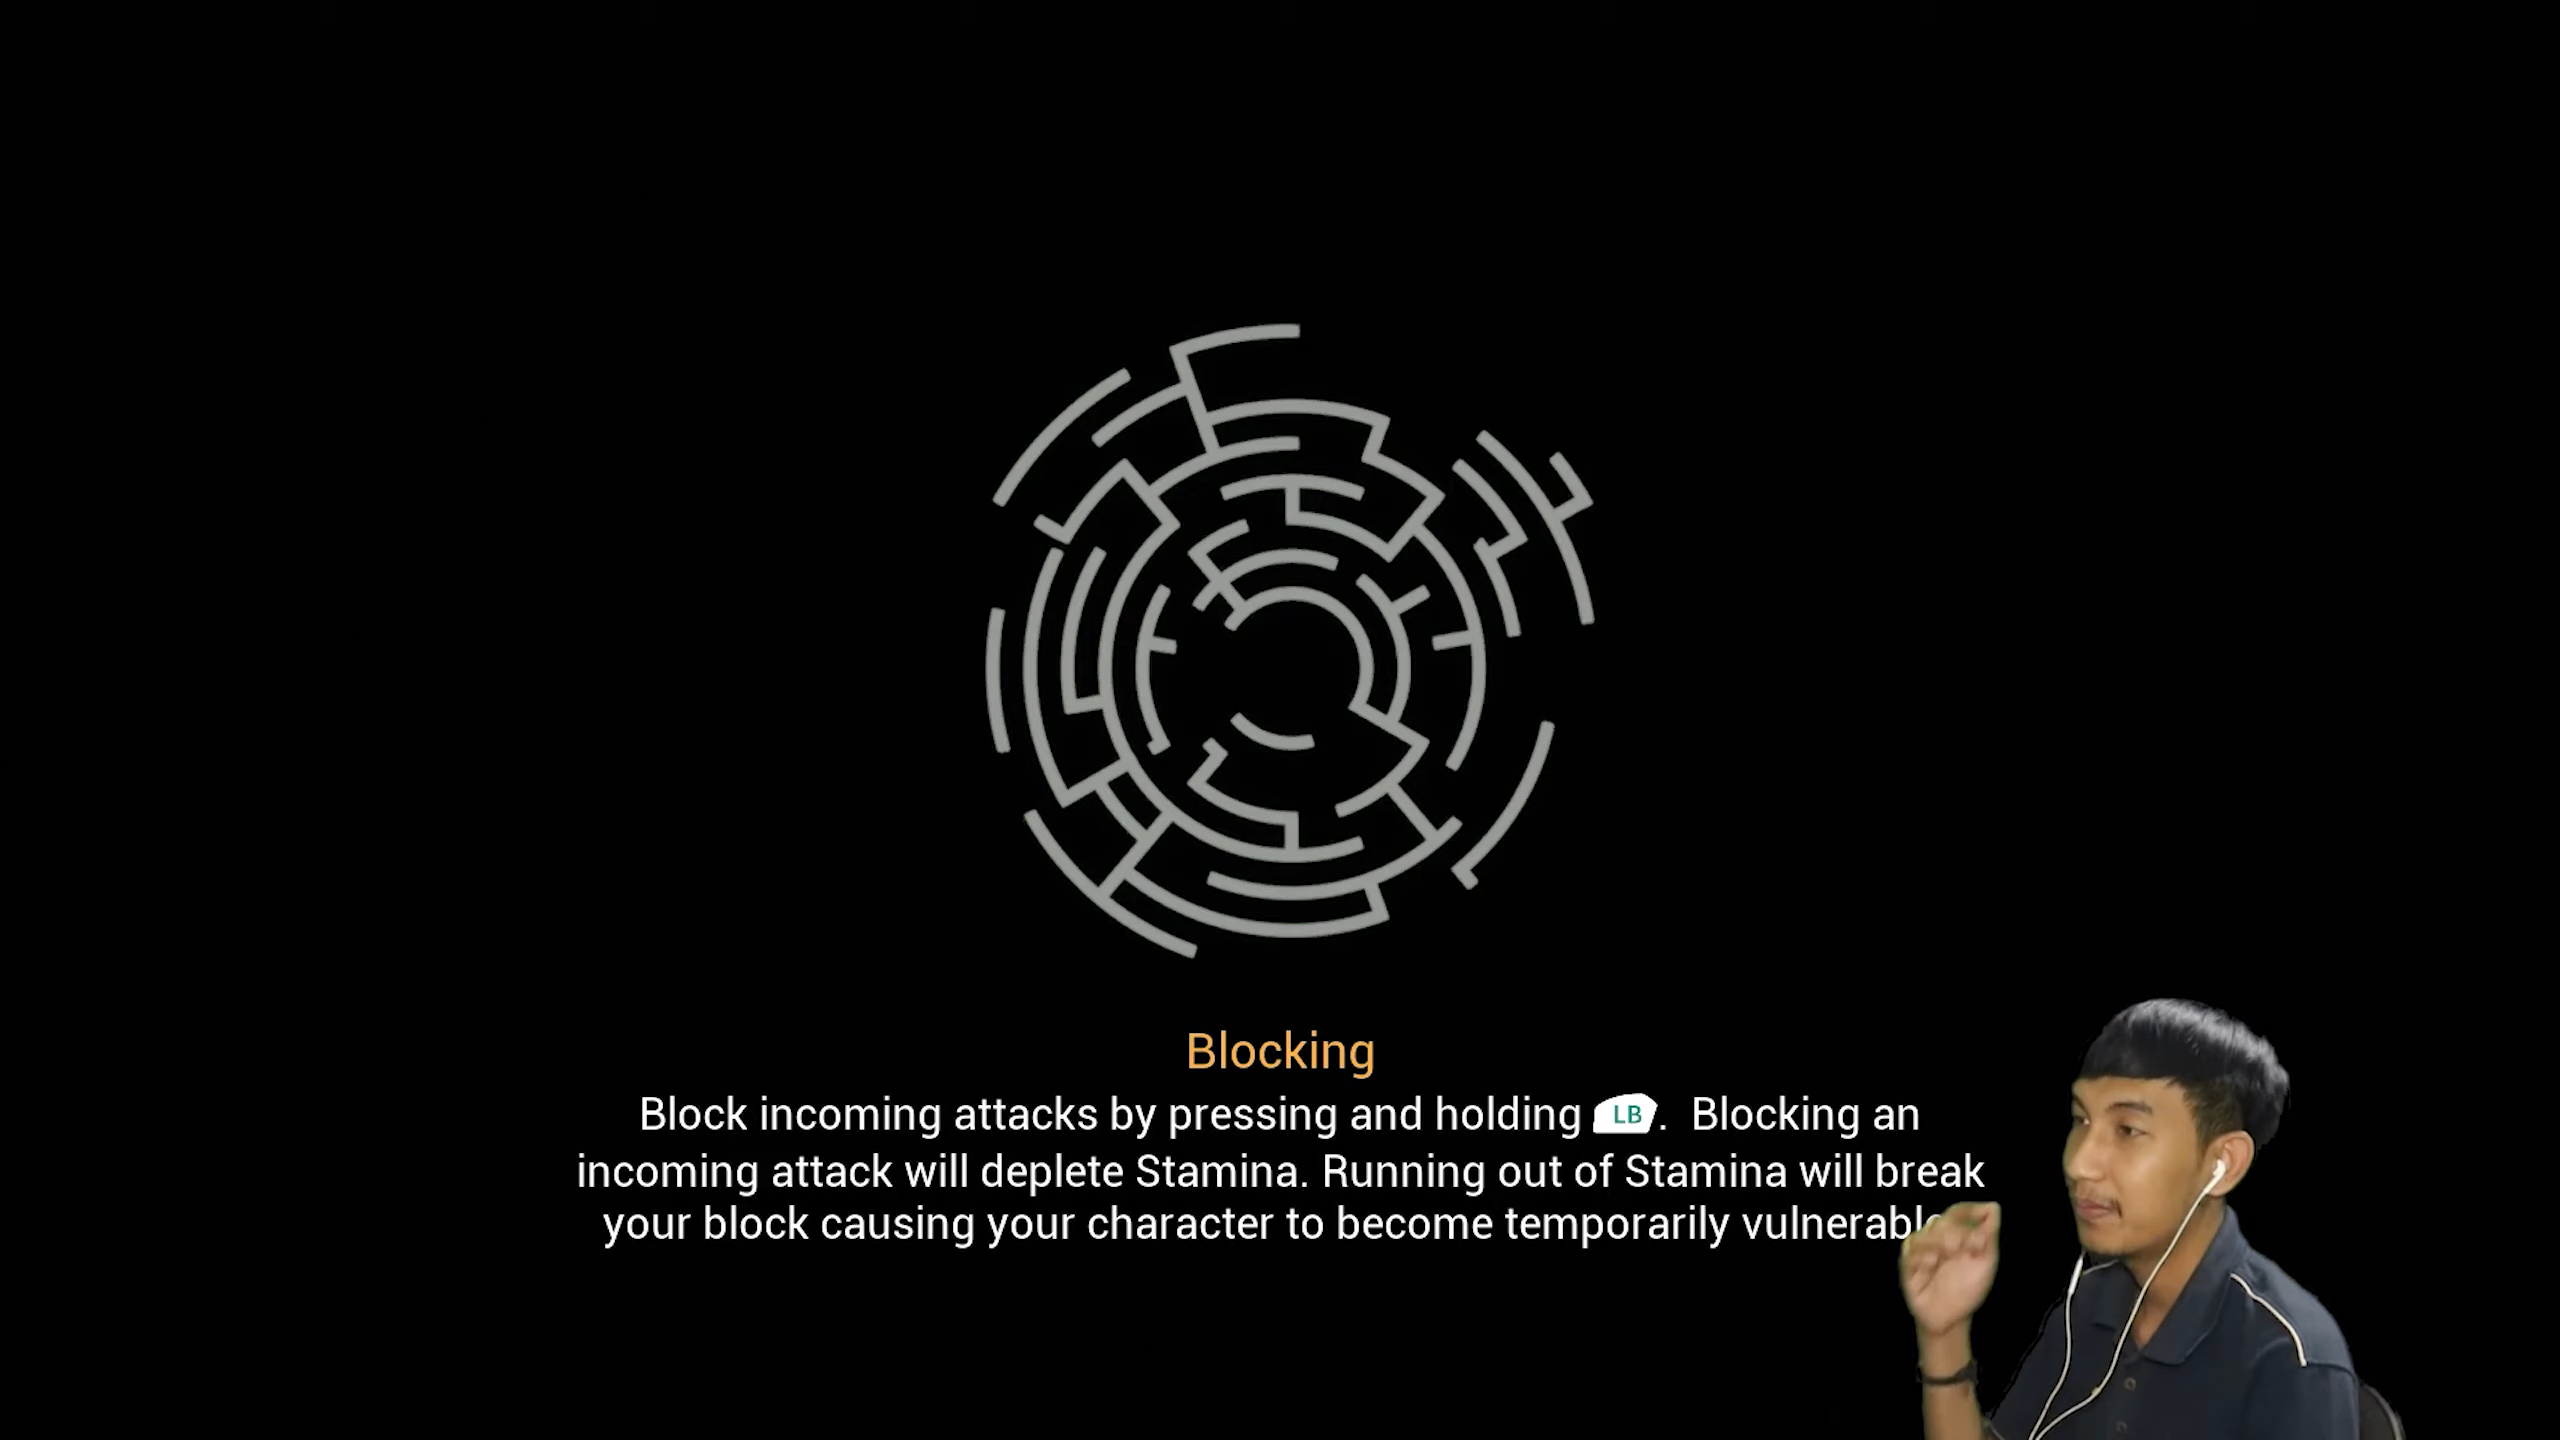 Blocking
Block incoming attacks by pressing and holding LB. Blocking an
incoming attack will deplete Stamina. Running out of Stamina will break
your block causing your character to become temporarily vulnerable